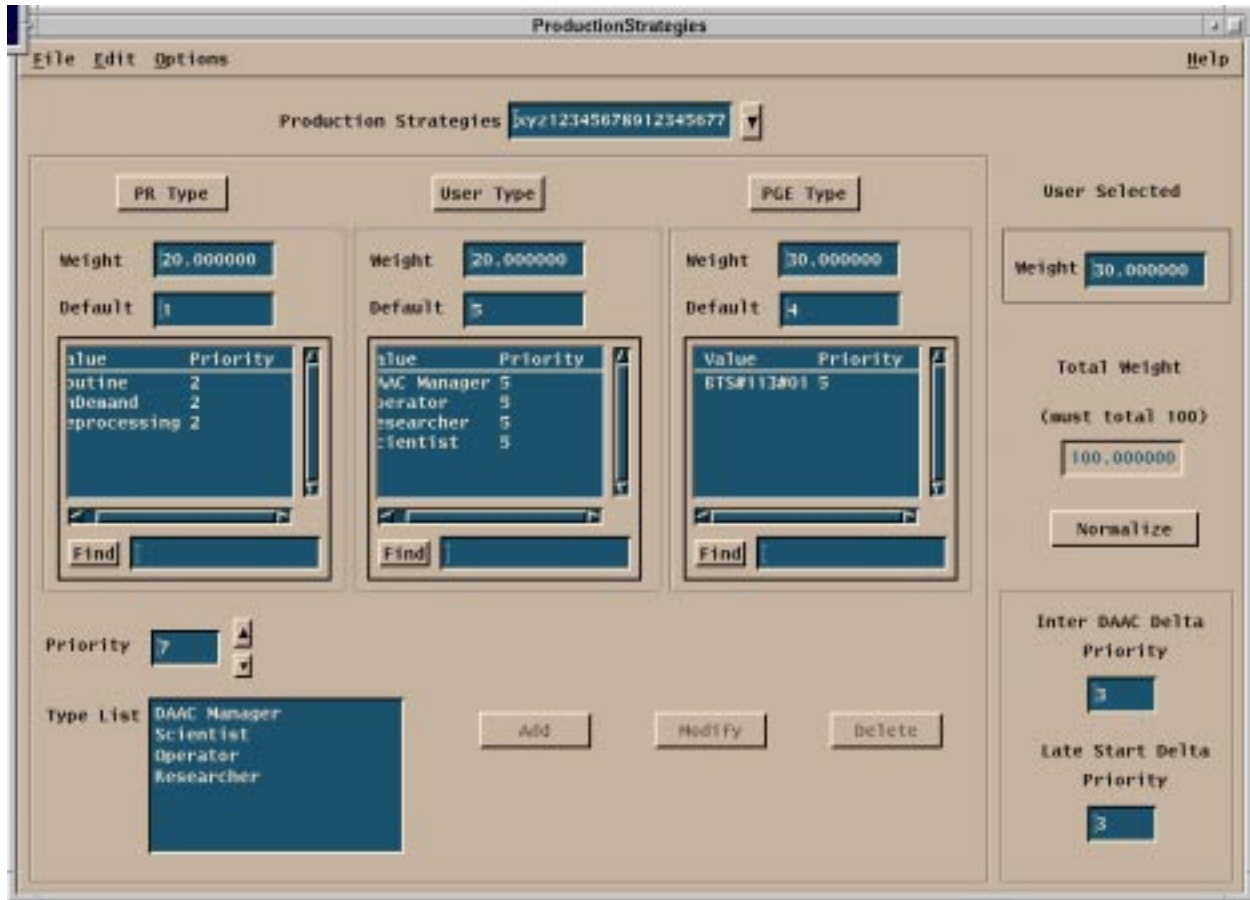 ProductionStrategies
File Edit Options Help
Production Strategies xyz12345678912345677
PR Type User Type PGE Type User Selected
Weight 20.000000 Weight 20.000000 Weight 30.000000 Weight 30.000000
Default 1 Default 5 Default 4
alue Priority alue Priority Value Priority
outine 2 AAC Manager 5 BTS#113#01 5
nDemand 2 perator 5
eprocessing 2 esearcher 5
cientist 5
Find Find Find
Total Weight
(must total 100)
100.000000
Normalize
Priority 7
Type List DAAC Manager
Scientist
Operator
Researcher
Add Modify Delete
Inter DAAC Delta
Priority
3
Late Start Delta
Priority
3